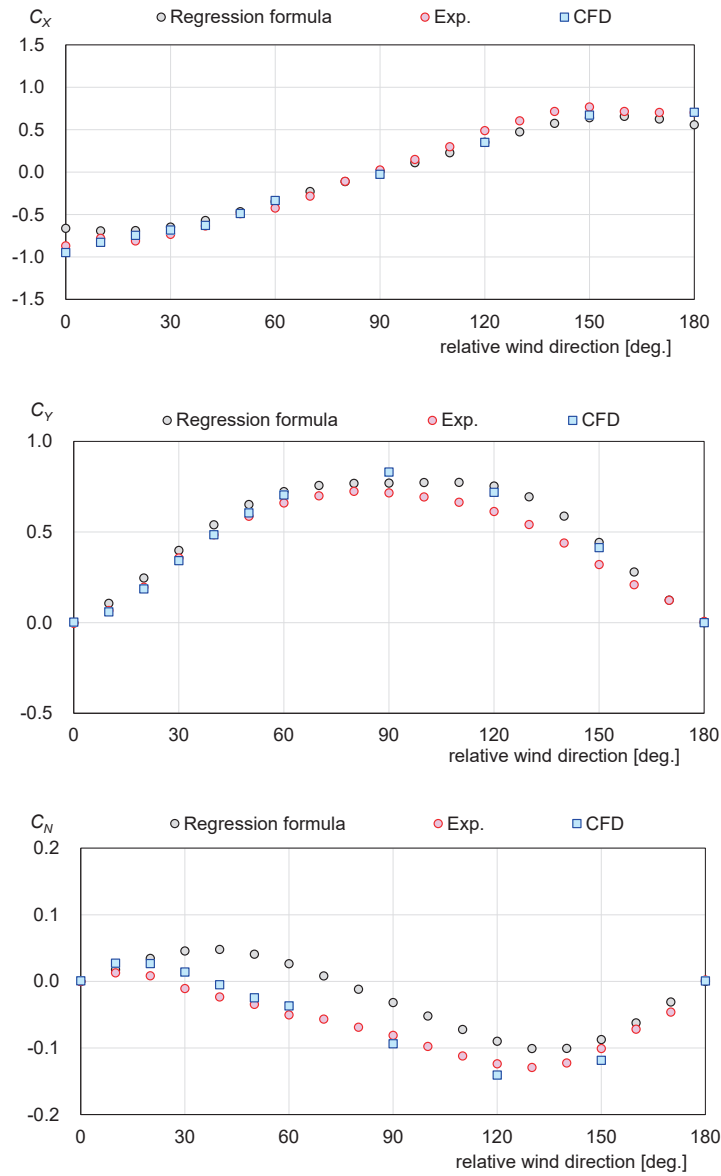 C_X
Regression formula Exp. CFD
1.5
1.0
0.5
0.0
-0.5
-1.0
-1.5
0 30 60 90 120 150 180
relative wind direction [deg.]
C_Y
Regression formula Exp. CFD
1.0
0.5
0.0
-0.5
0 30 60 90 120 150 180
relative wind direction [deg.]
C_N
Regression formula Exp. CFD
0.2
0.1
0.0
-0.1
-0.2
0 30 60 90 120 150 180
relative wind direction [deg.]